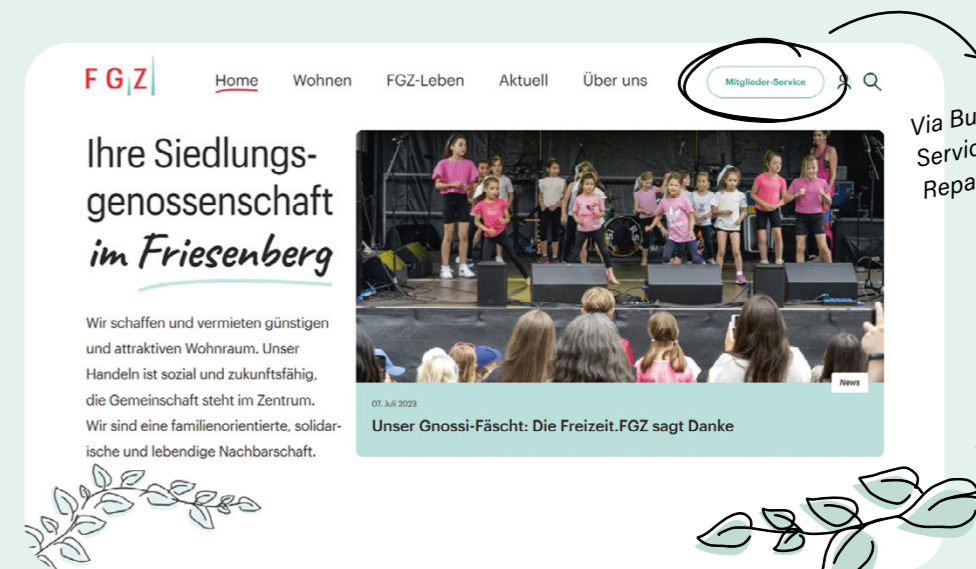 FGZ
Home Wohnen FGZ-Leben Aktuell Über uns Mitglieder-Service
Ihre Siedlungs-
genossenschaft
im Friesenberg
Wir schaffen und vermieten günstigen
und attraktiven Wohnraum. Unser
Handeln ist sozial und zukunftsfähig,
die Gemeinschaft steht im Zentrum.
Wir sind eine familienorientierte, solidar-
ische und lebendige Nachbarschaft.
News
07. Juli 2023
Unser Gnossi-Fäscht: Die Freizeit.FGZ sagt Danke
Via